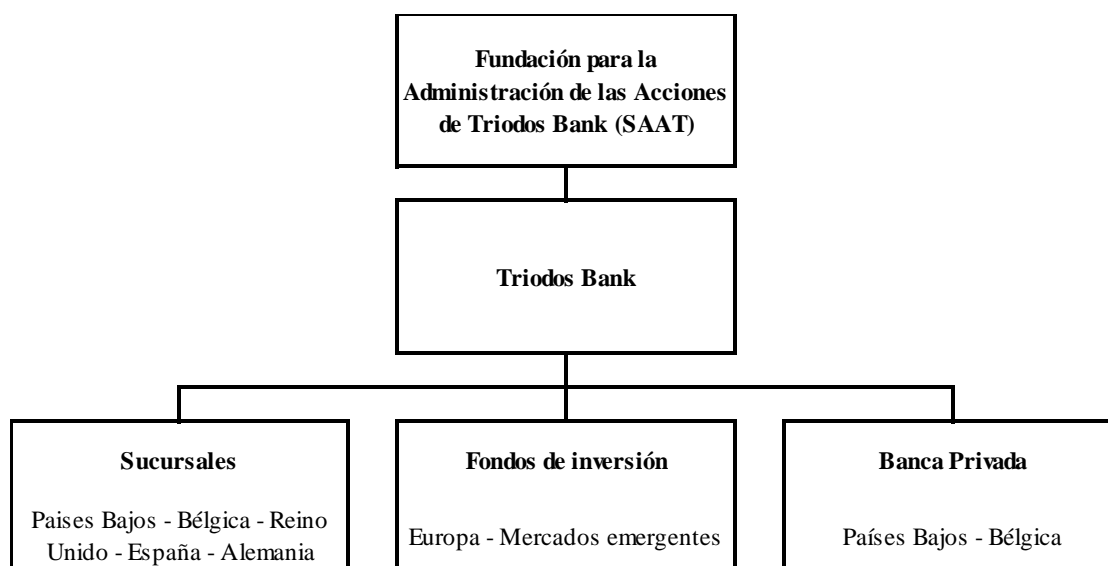 Fundación para la
Administración de las Acciones
de Triodos Bank (SAAT)
Triodos Bank
Sucursales
Paises Bajos - Bélgica - Reino
Unido - España - Alemania
Fondos de inversión
Europa - Mercados emergentes
Banca Privada
Países Bajos - Bélgica